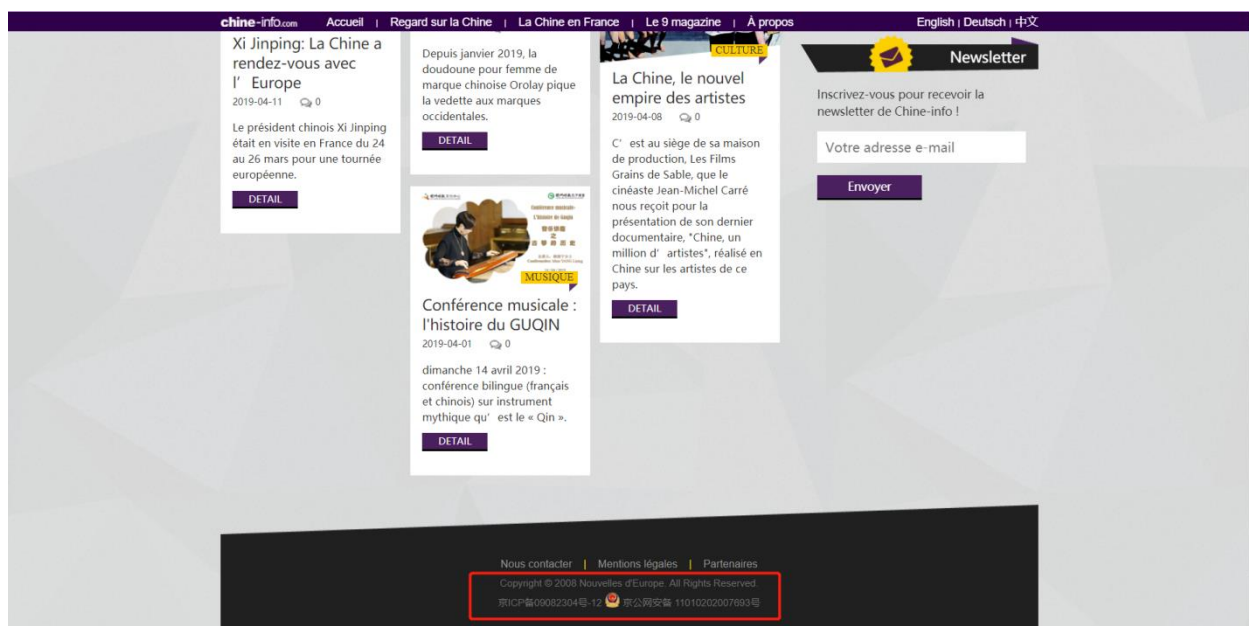 chine-info.com Accueil | Regard sur la Chine | La Chine en France | Le 9 magazine | À propos English | Deutsch | 中文
Xi Jinping: La Chine a
rendez-vous avec
l’ Europe
2019-04-11 0
Le président chinois Xi Jinping
était en visite en France du 24
au 26 mars pour une tournée
européenne.
DETAIL
Depuis janvier 2019, la
doudoune pour femme de
marque chinoise Orolay pique
la vedette aux marques
occidentales.
DETAIL
Conférence musicale-
L'histoire de Guqin
MUSIQUE
Conférence musicale :
l'histoire du GUQIN
2019-04-01 0
dimanche 14 avril 2019 :
conférence bilingue (français
et chinois) sur instrument
mythique qu’ est le « Qin ».
DETAIL
CULTURE
La Chine, le nouvel
empire des artistes
2019-04-08 0
C’ est au siège de sa maison
de production, Les Films
Grains de Sable, que le
cinéaste Jean-Michel Carré
nous reçoit pour la
présentation de son dernier
documentaire, "Chine, un
million d’ artistes", réalisé en
Chine sur les artistes de ce
pays.
DETAIL
Newsletter
Inscrivez-vous pour recevoir la
newsletter de Chine-info !
Votre adresse e-mail
Envoyer
Nous contacter | Mentions légales | Partenaires
Copyright © 2008 Nouvelles d'Europe. All Rights Reserved.
京ICP备09082304号-12 京公网安备 11010202007693号